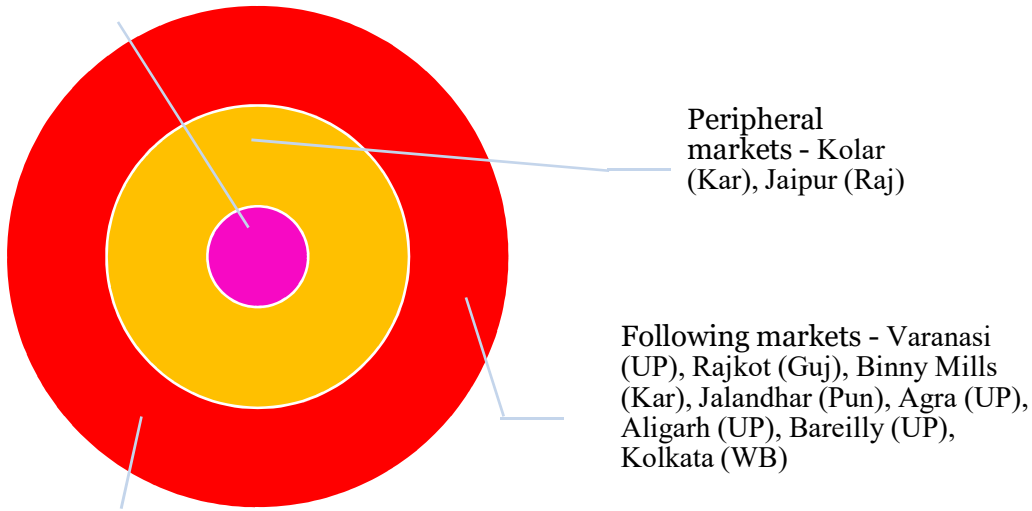 Peripheral
markets - Kolar
(Kar), Jaipur (Raj)
Following markets - Varanasi
(UP), Rajkot (Guj), Binny Mills
(Kar), Jalandhar (Pun), Agra (UP),
Aligarh (UP), Bareilly (UP),
Kolkata (WB)